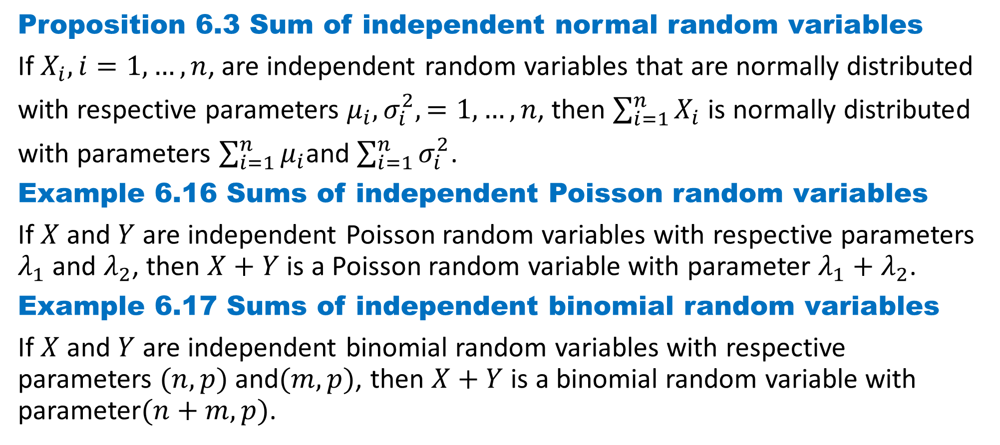 Proposition 6.3 Sum of independent normal random variables
If $X_i, i = 1, \ldots, n$, are independent random variables that are normally distributed
with respective parameters $\mu_i, \sigma_i^2, = 1, \ldots, n$, then $\sum_{i=1}^{n} X_i$ is normally distributed
with parameters $\sum_{i=1}^{n} \mu_i$and $\sum_{i=1}^{n} \sigma_i^2$.
Example 6.16 Sums of independent Poisson random variables
If $X$ and $Y$ are independent Poisson random variables with respective parameters
$\lambda_1$ and $\lambda_2$, then $X + Y$ is a Poisson random variable with parameter $\lambda_1 + \lambda_2$.
Example 6.17 Sums of independent binomial random variables
If $X$ and $Y$ are independent binomial random variables with respective
parameters $(n, p)$ and$(m, p)$, then $X + Y$ is a binomial random variable with
parameter$(n + m, p)$.